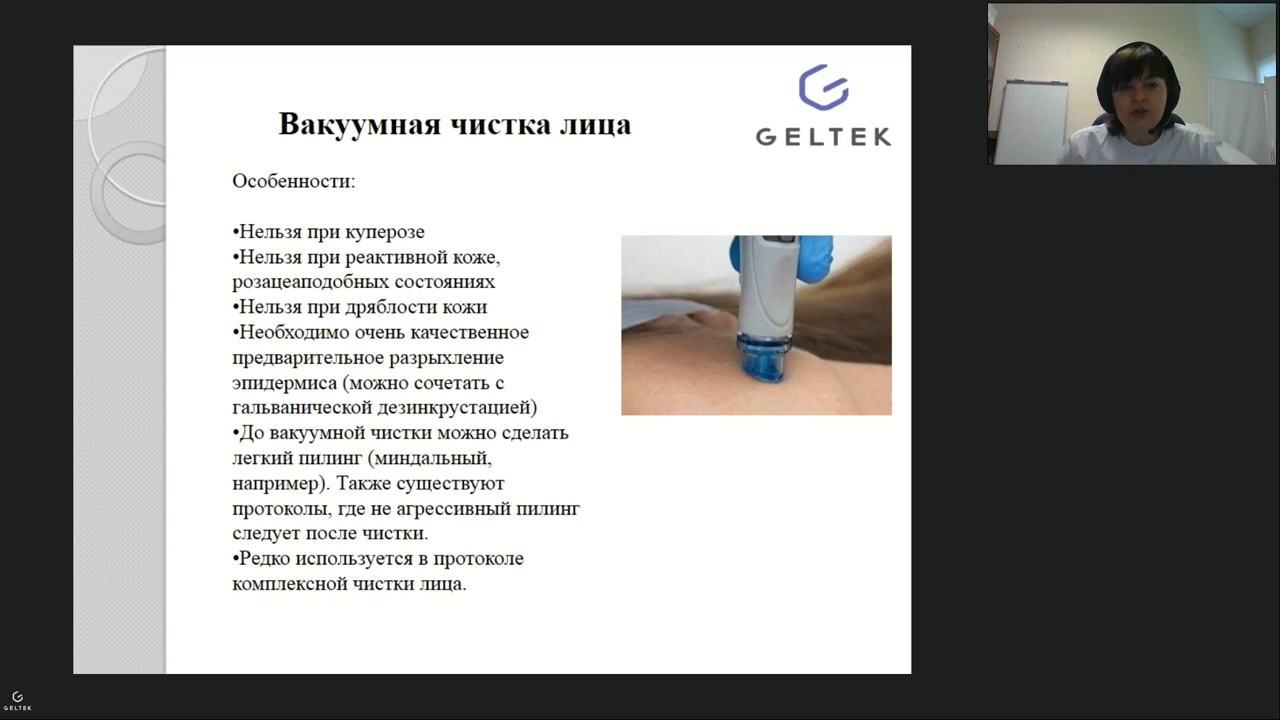 Вакуумная чистка лица
GELTEK
Особенности:
•Нельзя при куперозе
•Нельзя при реактивной коже,
розацеаподобных состояниях
•Нельзя при дряблости кожи
•Необходимо очень качественное
предварительное разрыхление
эпидермиса (можно сочетать с
гальванической дезинкрустацией)
•До вакуумной чистки можно сделать
легкий пилинг (миндальный,
например). Также существуют
протоколы, где не агрессивный пилинг
следует после чистки.
•Редко используется в протоколе
комплексной чистки лица.
GELTEK